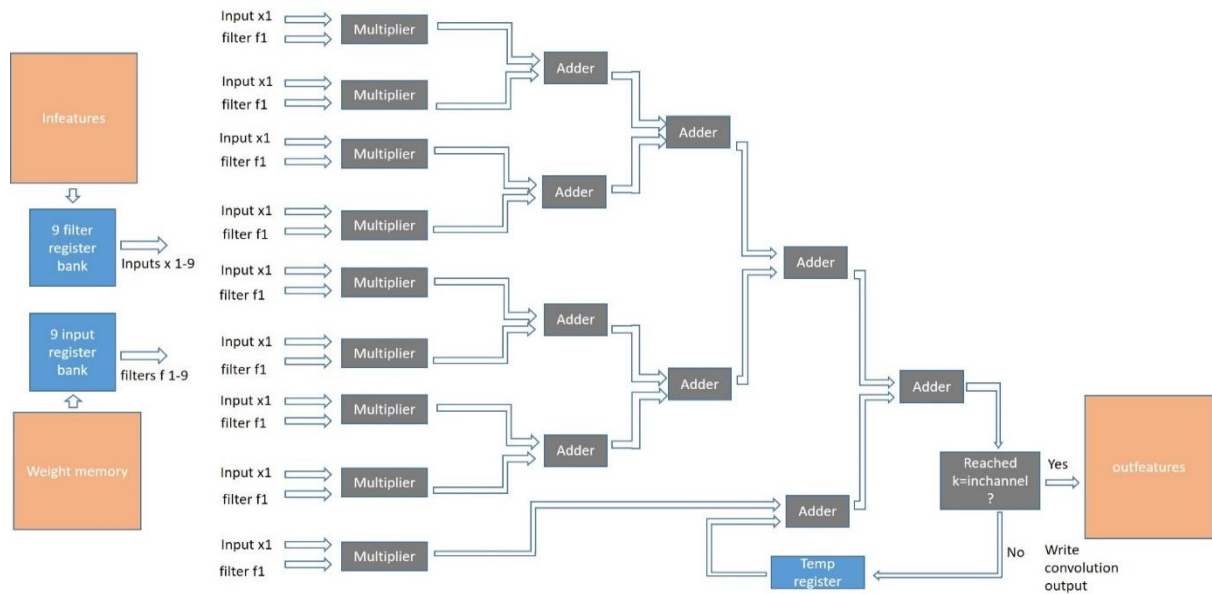 Infeatures
9 filter
register
bank
Inputs x 1-9
9 input
register
bank
filters f 1-9
Weight memory
Input x1
filter f1
Multiplier
Input x1
filter f1
Multiplier
Input x1
filter f1
Multiplier
Input x1
filter f1
Multiplier
Input x1
filter f1
Multiplier
Input x1
filter f1
Multiplier
Input x1
filter f1
Multiplier
Input x1
filter f1
Multiplier
Input x1
filter f1
Multiplier
Adder
Adder
Adder
Adder
Adder
Adder
Adder
Adder
Adder
Reached
k=inchannel
?
Yes
outfeatures
No
Write
convolution
output
Temp
register